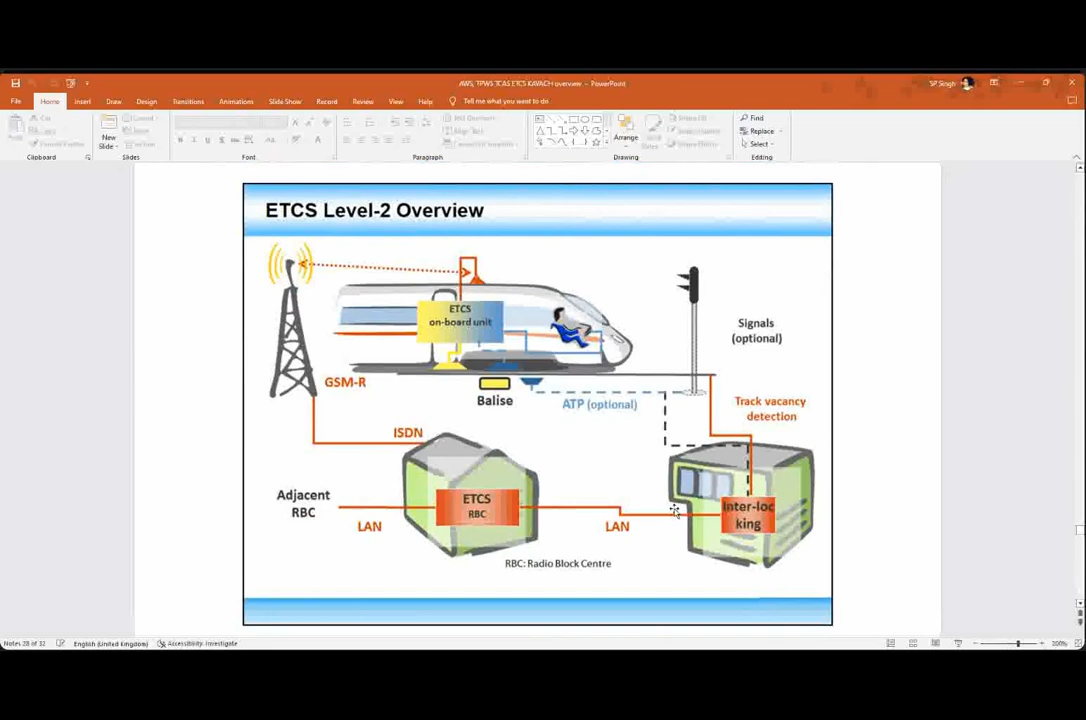 AWS, TPWS TCAS ETCS KAVACH overview – PowerPoint
SP Singh
File Home Insert Draw Design Transitions Animations Slide Show Record Review View Help Tell me what you want to do
Cut
New
Slide
Arrange
Find
Replace
Select
Clipboard
Slides
Font
Paragraph
Drawing
Editing
ETCS Level-2 Overview
ETCS
on-board unit
Signals
(optional)
GSM-R
Balise
ATP (optional)
Track vacancy
detection
ISDN
Adjacent
RBC
LAN
ETCS
RBC
LAN
Inter-loc
king
RBC: Radio Block Centre
Notes 28 of 32
English (United Kingdom)
Accessibility: Investigate
200%